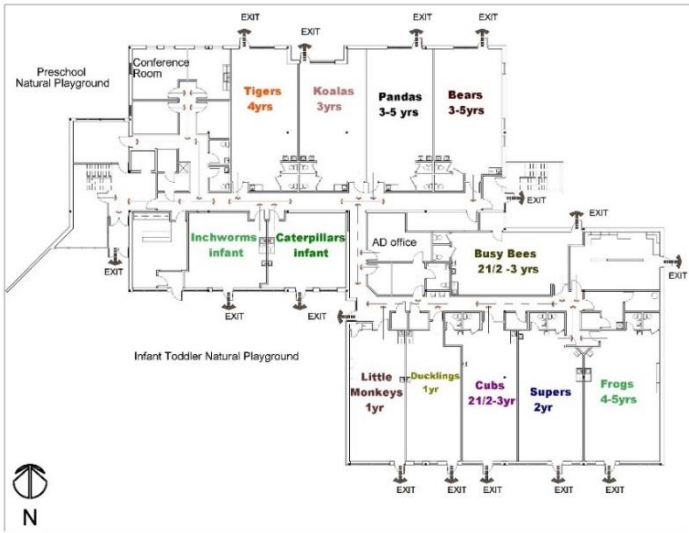 EXIT
EXIT
EXIT
EXIT
Preschool
Natural Playground
Conference
Room
Tigers
4yrs
Koalas
3yrs
Pandas
3-5 yrs
Bears
3-5yrs
EXIT
EXIT
AD office
Inchworms
infant
Caterpillars
infant
Busy Bees
21/2 -3 yrs
EXIT
EXIT
EXIT
EXIT
EXIT
Infant Toddler Natural Playground
Little
Monkeys
1yr
Ducklings
1yr
Cubs
21/2-3yr
Supers
2yr
Frogs
4-5yrs
EXIT
EXIT
EXIT
EXIT
EXIT
N